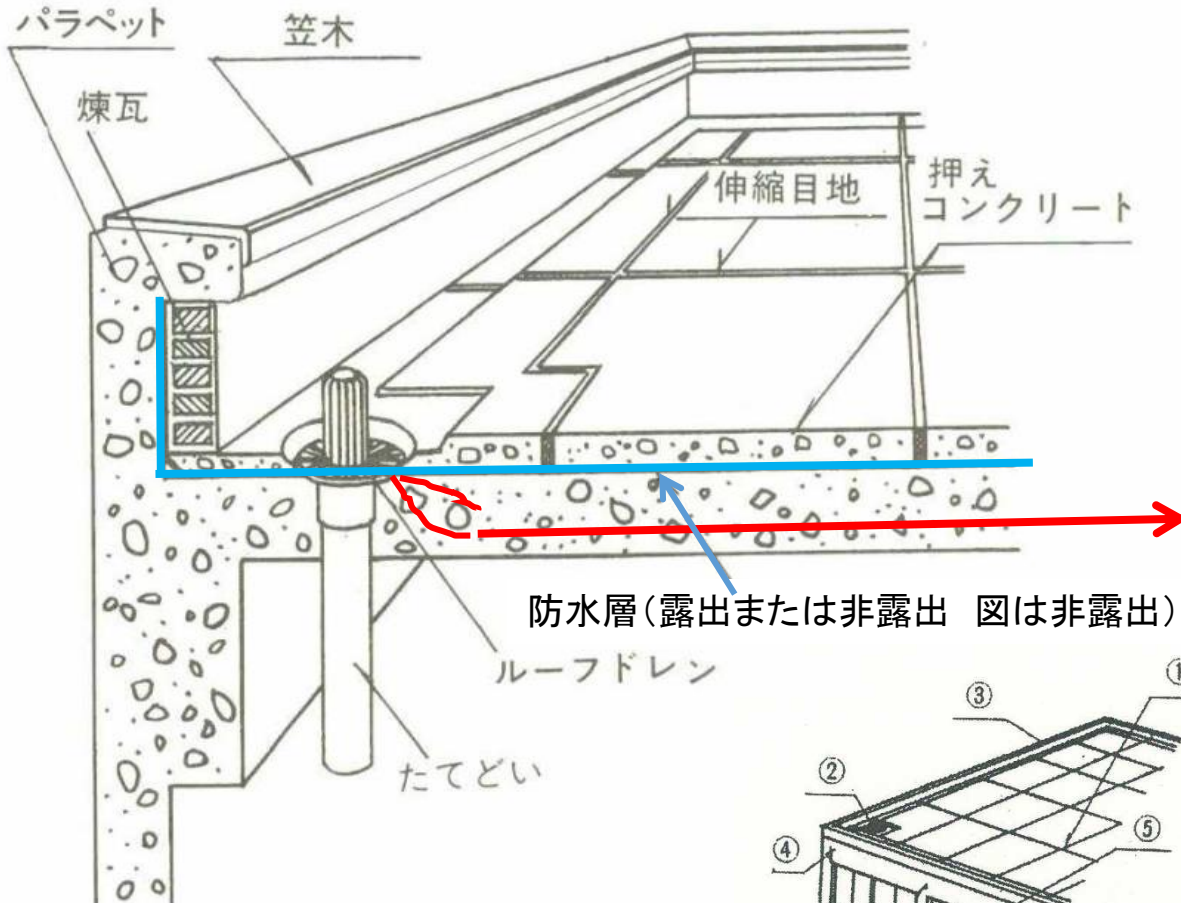 パラペット
笠木
煉瓦
伸縮目地
押え
コンクリート
防水層（露出または非露出　図は非露出）
ルーフドレン
たてどい
①
③
②
⑤
④